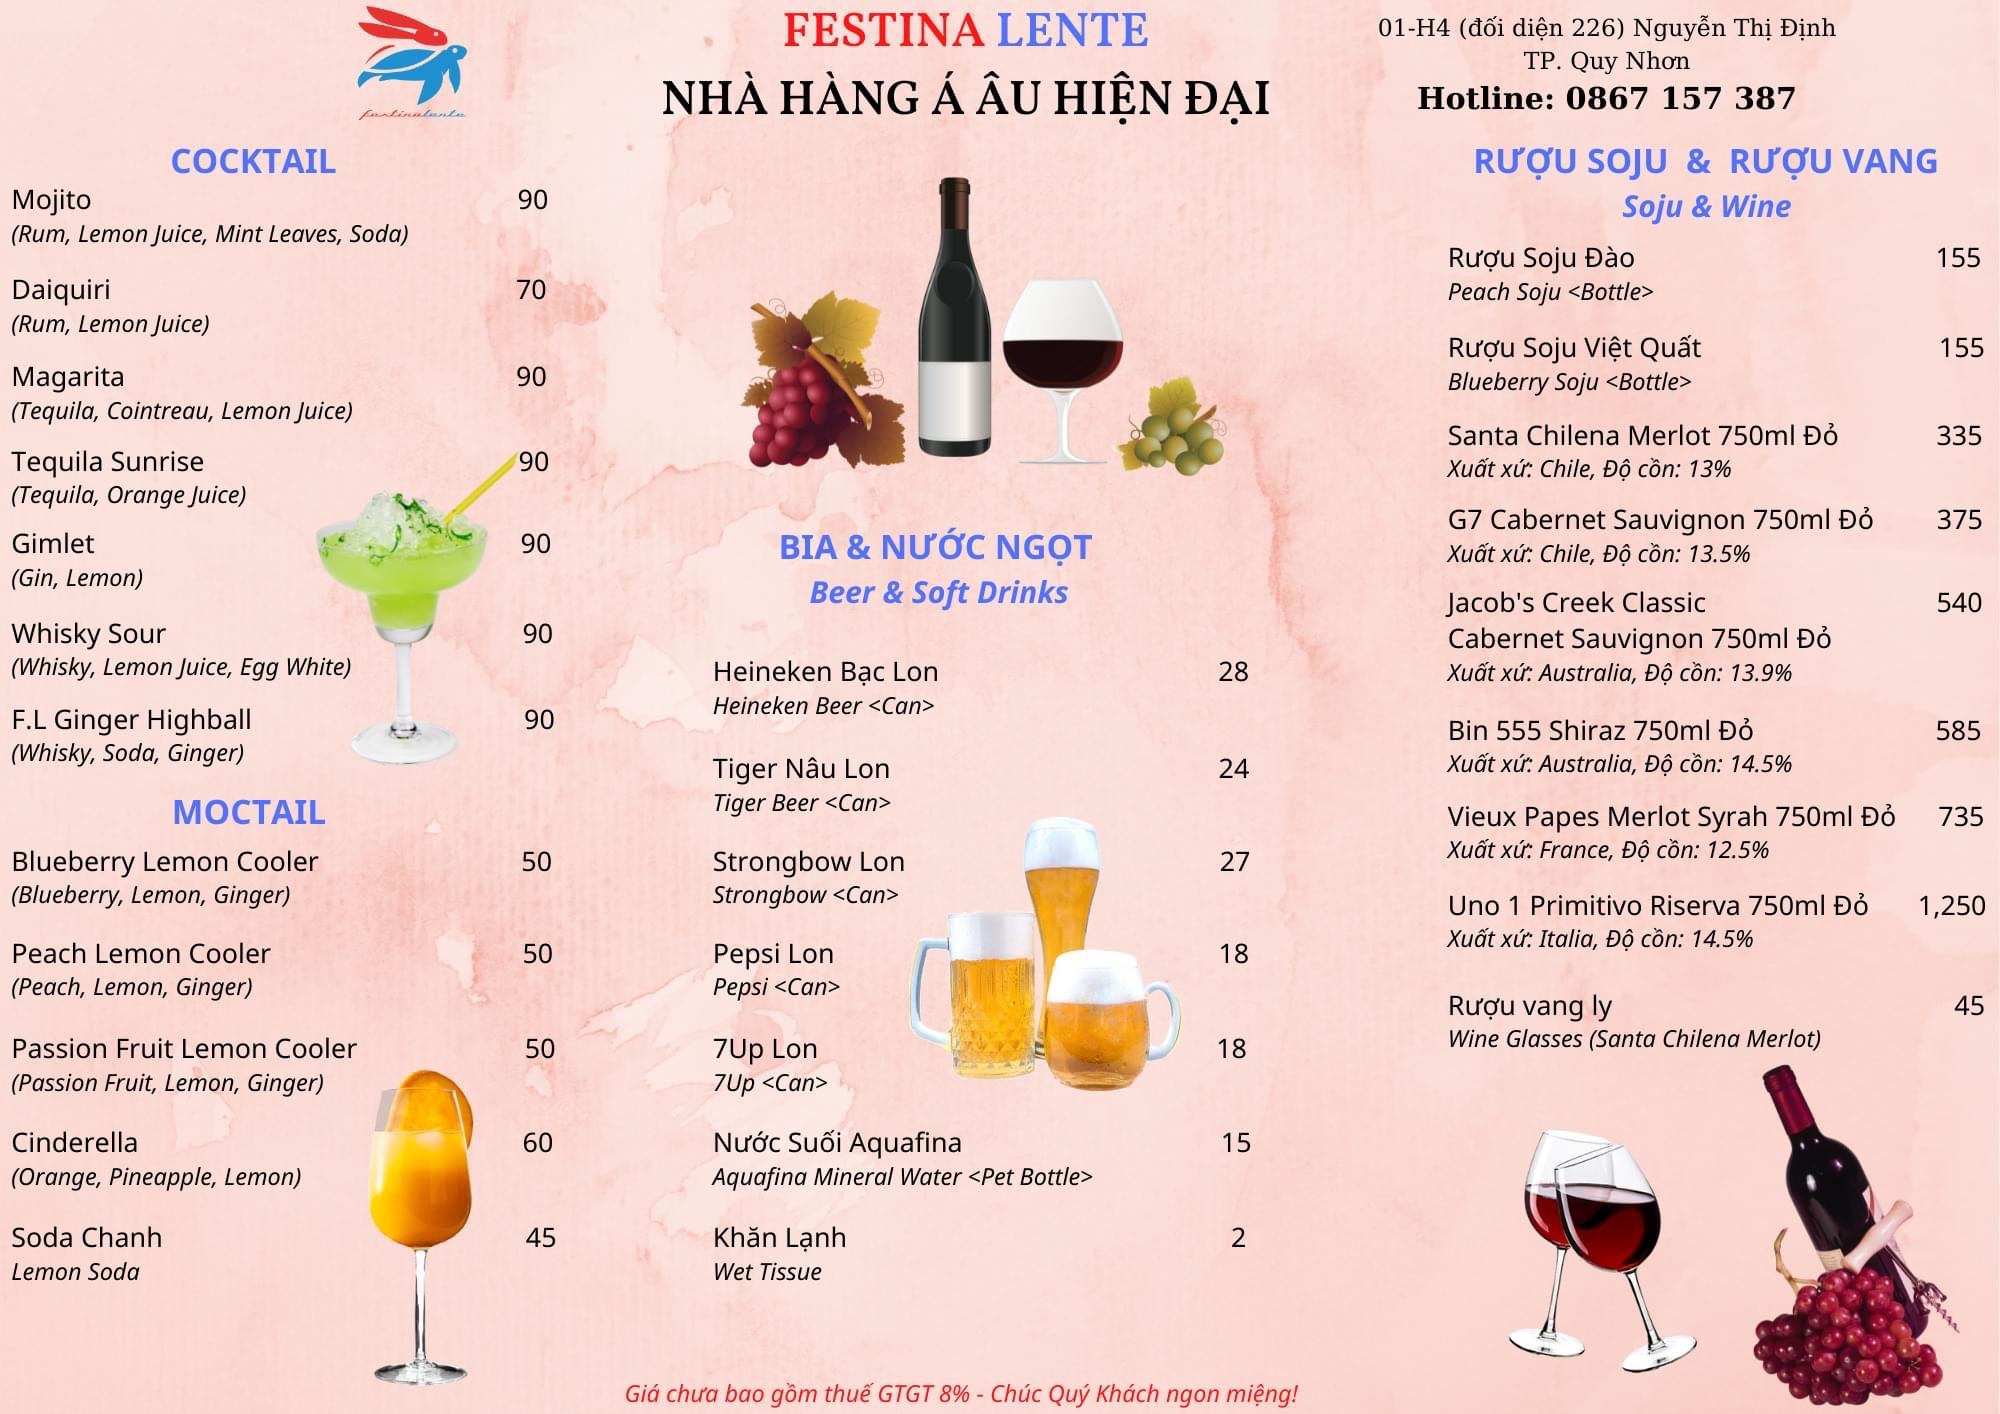 festinalente
FESTINA LENTE
NHÀ HÀNG Á ÂU HIỆN ĐẠI
01-H4 (đối diện 226) Nguyễn Thị Định
TP. Quy Nhơn
Hotline: 0867 157 387
COCKTAIL
Mojito 90
(Rum, Lemon Juice, Mint Leaves, Soda)
Daiquiri 70
(Rum, Lemon Juice)
Magarita 90
(Tequila, Cointreau, Lemon Juice)
Tequila Sunrise 90
(Tequila, Orange Juice)
Gimlet 90
(Gin, Lemon)
Whisky Sour 90
(Whisky, Lemon Juice, Egg White)
F.L Ginger Highball 90
(Whisky, Soda, Ginger)
MOCTAIL
Blueberry Lemon Cooler 50
(Blueberry, Lemon, Ginger)
Peach Lemon Cooler 50
(Peach, Lemon, Ginger)
Passion Fruit Lemon Cooler 50
(Passion Fruit, Lemon, Ginger)
Cinderella 60
(Orange, Pineapple, Lemon)
Soda Chanh 45
Lemon Soda
BIA & NƯỚC NGỌT
Beer & Soft Drinks
Heineken Bạc Lon 28
Heineken Beer <Can>
Tiger Nâu Lon 24
Tiger Beer <Can>
Strongbow Lon 27
Strongbow <Can>
Pepsi Lon 18
Pepsi <Can>
7Up Lon 18
7Up <Can>
Nước Suối Aquafina 15
Aquafina Mineral Water <Pet Bottle>
Khăn Lạnh 2
Wet Tissue
RƯỢU SOJU & RƯỢU VANG
Soju & Wine
Rượu Soju Đào 155
Peach Soju <Bottle>
Rượu Soju Việt Quất 155
Blueberry Soju <Bottle>
Santa Chilena Merlot 750ml Đỏ 335
Xuất xứ: Chile, Độ cồn: 13%
G7 Cabernet Sauvignon 750ml Đỏ 375
Xuất xứ: Chile, Độ cồn: 13.5%
Jacob's Creek Classic 540
Cabernet Sauvignon 750ml Đỏ
Xuất xứ: Australia, Độ cồn: 13.9%
Bin 555 Shiraz 750ml Đỏ 585
Xuất xứ: Australia, Độ cồn: 14.5%
Vieux Papes Merlot Syrah 750ml Đỏ 735
Xuất xứ: France, Độ cồn: 12.5%
Uno 1 Primitivo Riserva 750ml Đỏ 1,250
Xuất xứ: Italia, Độ cồn: 14.5%
Rượu vang ly 45
Wine Glasses (Santa Chilena Merlot)
Giá chưa bao gồm thuế GTGT 8% - Chúc Quý Khách ngon miệng!